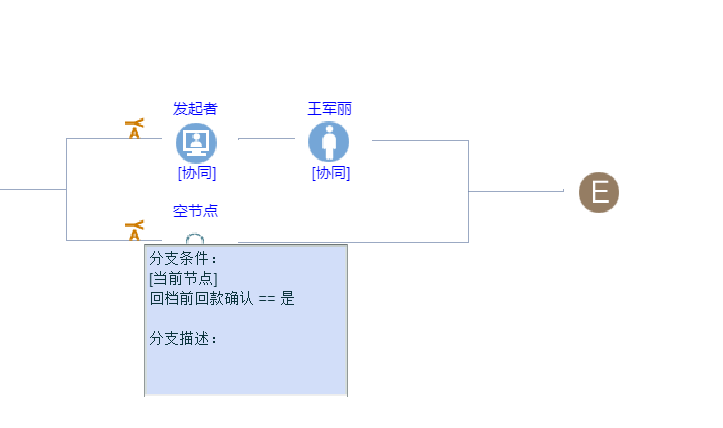 发起者
王军丽
A
[协同]
[协同]
E
空节点
A
分支条件：
[当前节点]
回档前回款确认 == 是
分支描述：